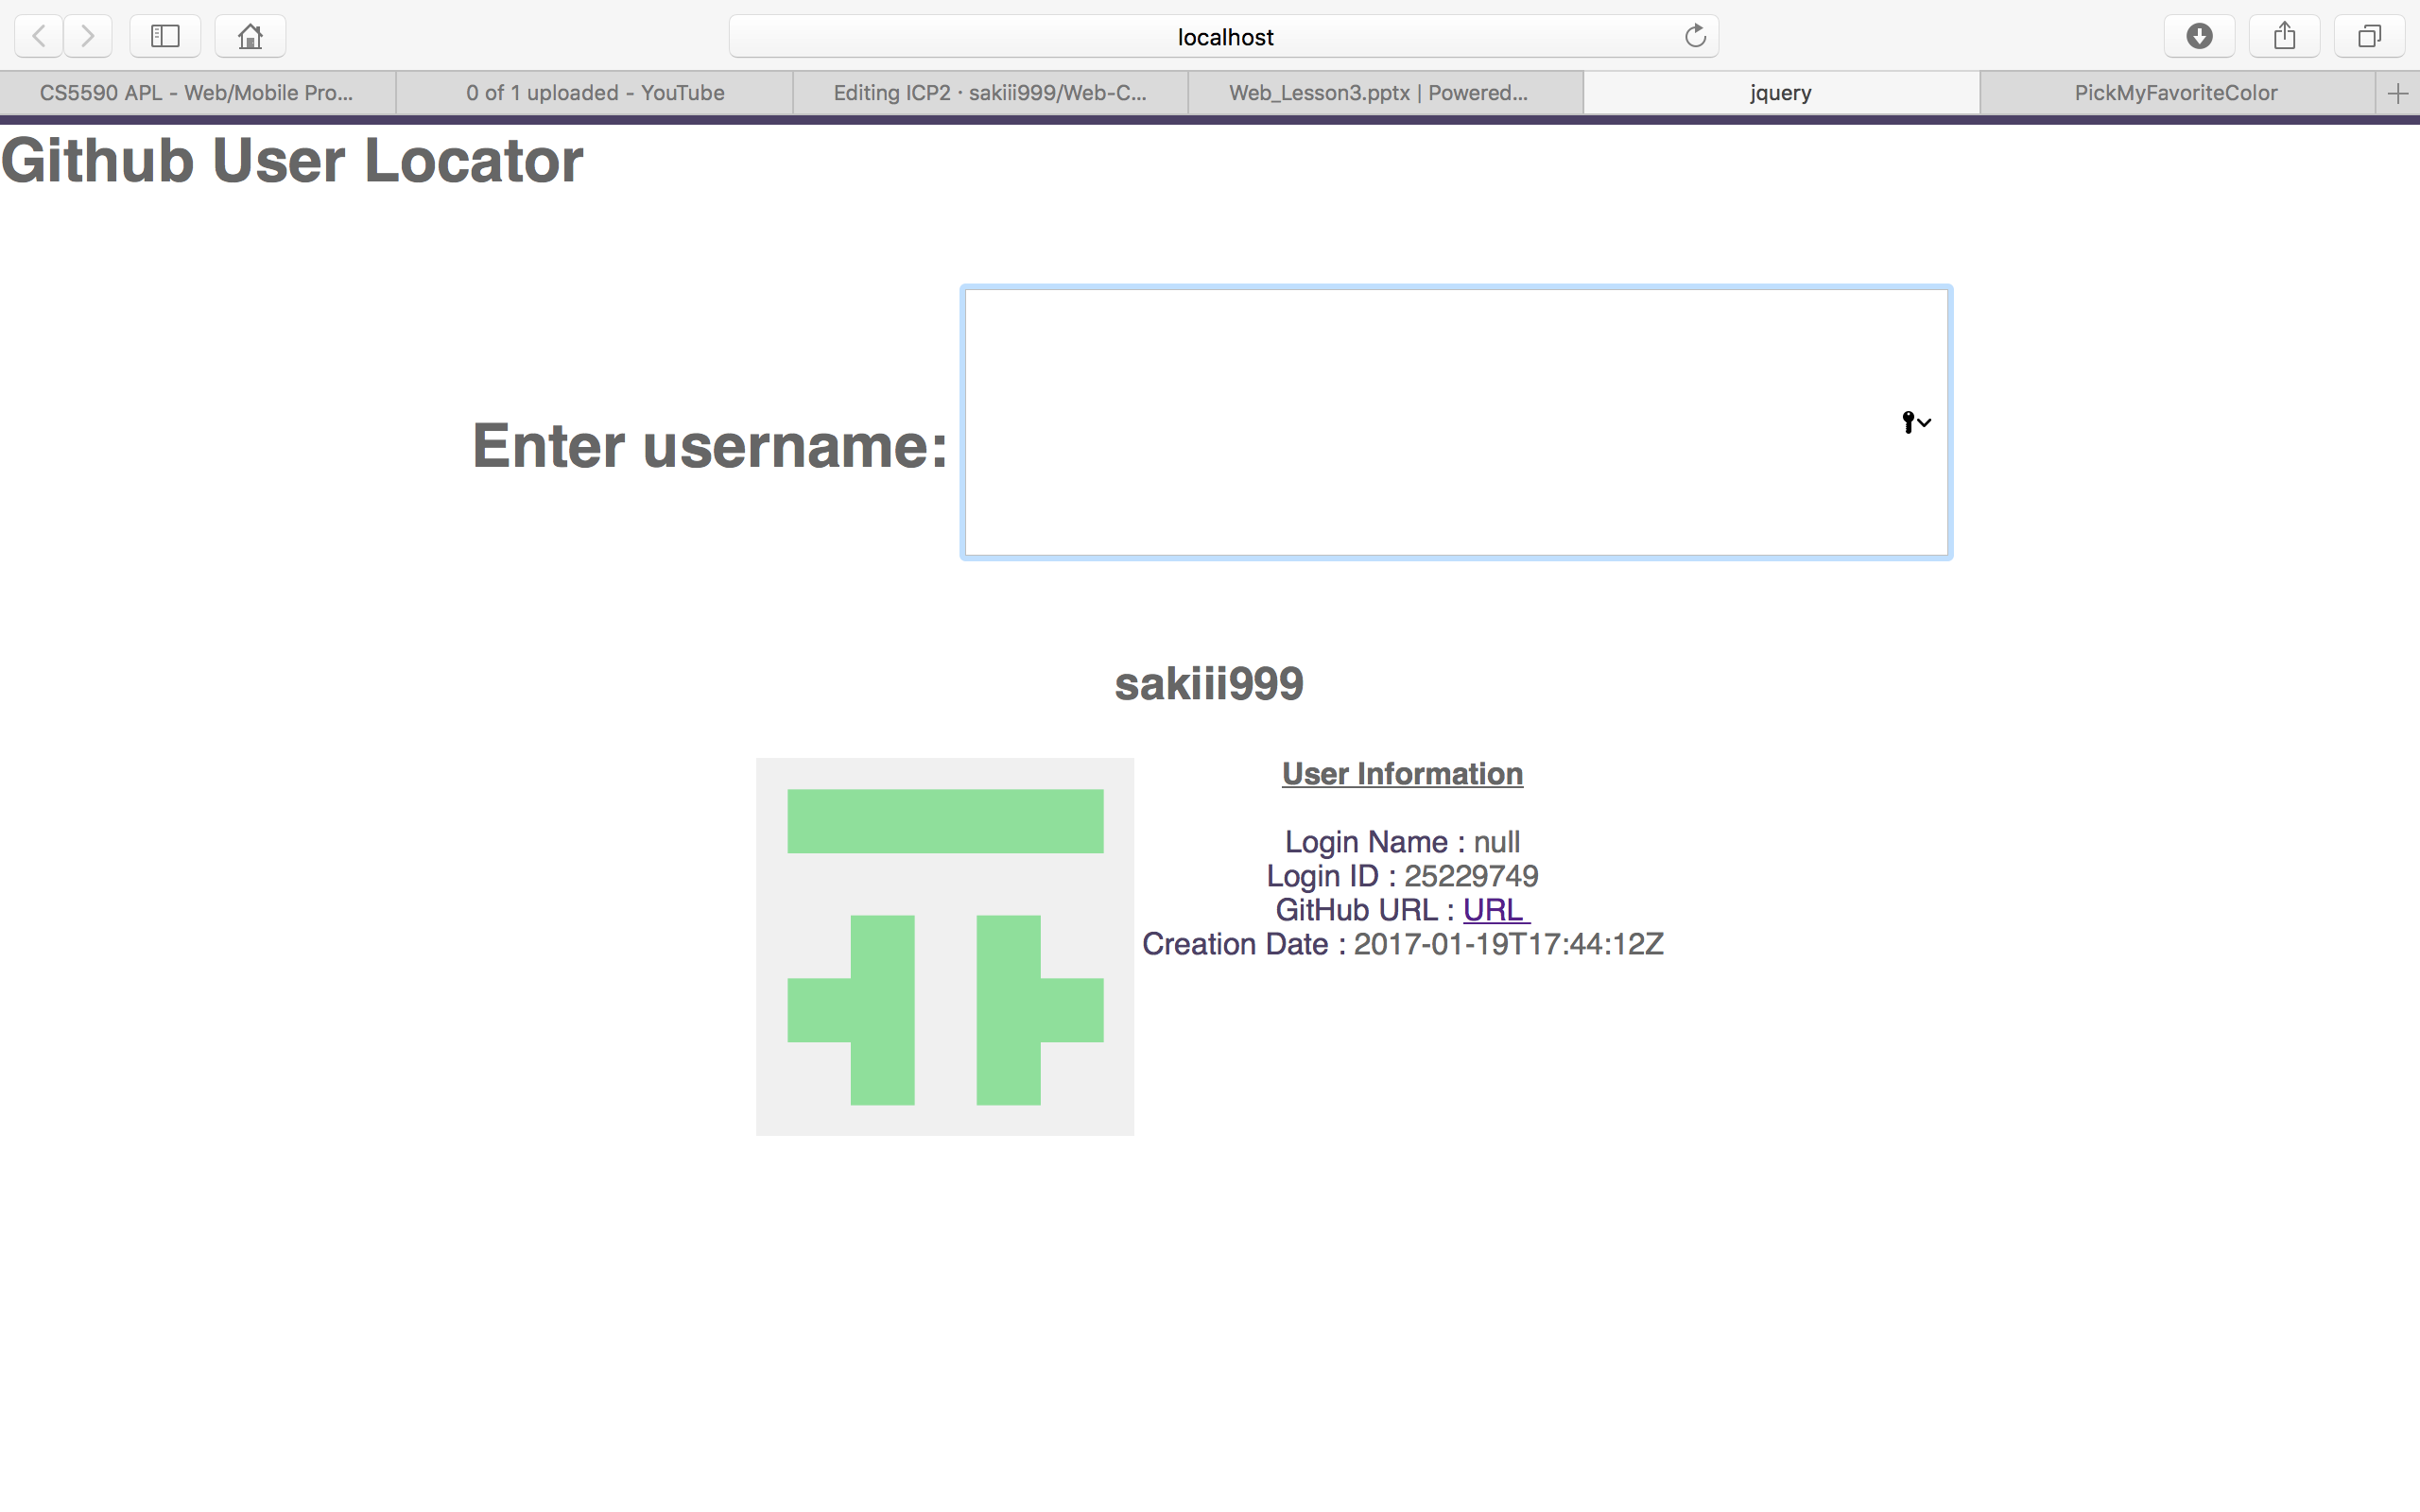 localhost
CS5590 APL - Web/Mobile Pro...
0 of 1 uploaded - YouTube
Editing ICP2 · sakiii999/Web-C...
Web_Lesson3.pptx | Powered...
jquery
PickMyFavoriteColor
Github User Locator
Enter username:
sakiii999
User Information
Login Name : null
Login ID : 25229749
GitHub URL : URL
Creation Date : 2017-01-19T17:44:12Z